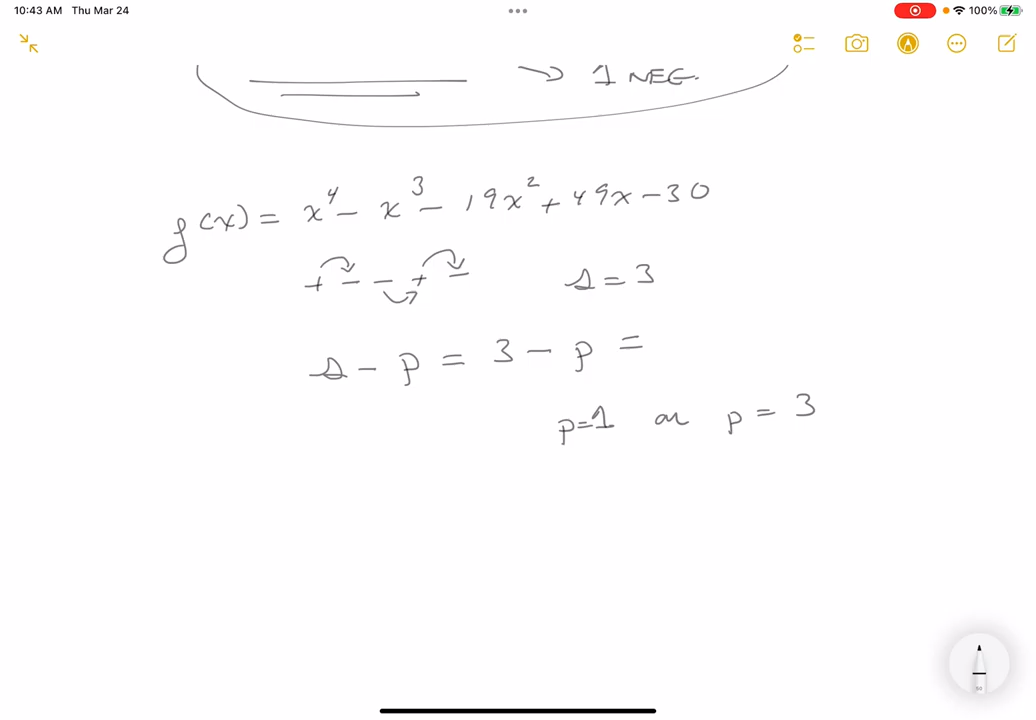 10:43 AM Thu Mar 24 100%
→ 1 NEG.
g(x) = x⁴ - x³ - 19x² + 49x - 30
+ - - + - s = 3
s - p = 3 - p =
p=1 or p = 3
50